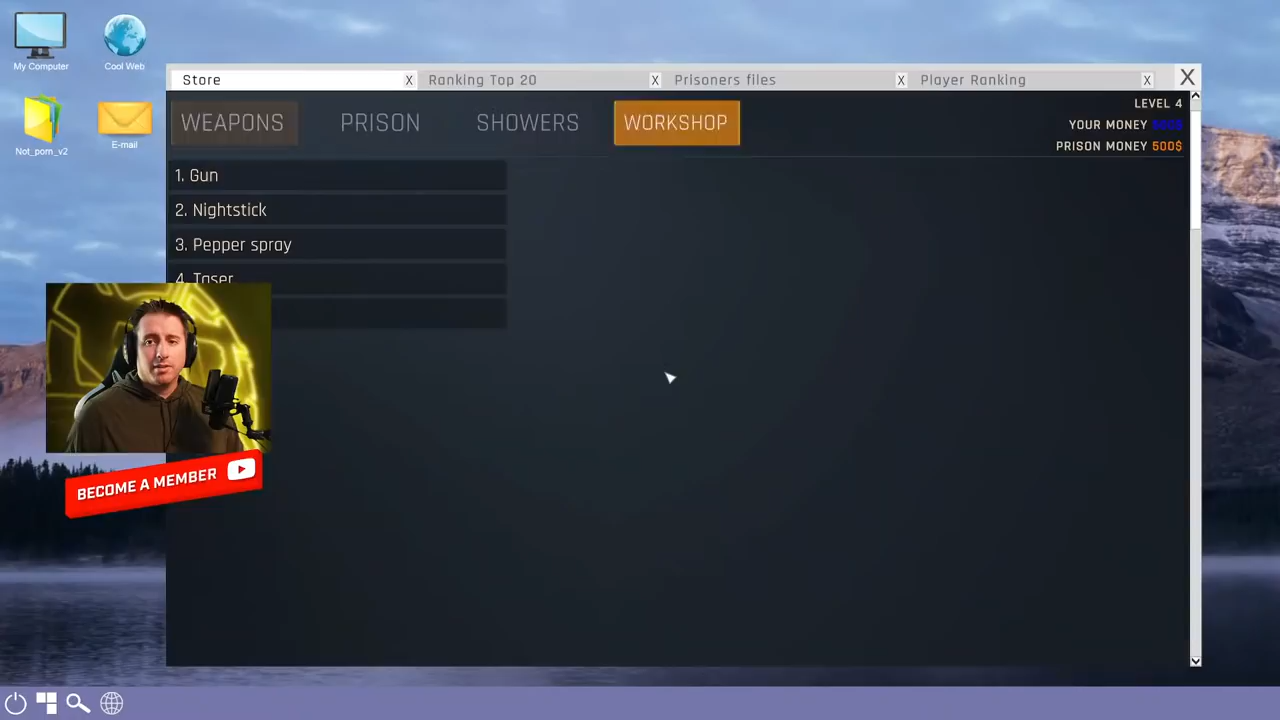 My Computer
Cool Web
Not_porn_v2
E-mail
Store X
Ranking Top 20 X
Prisoners files X
Player Ranking X
X
WEAPONS
PRISON
SHOWERS
WORKSHOP
LEVEL 4
YOUR MONEY 500$
PRISON MONEY 500$
1. Gun
2. Nightstick
3. Pepper spray
4. Taser
BECOME A MEMBER